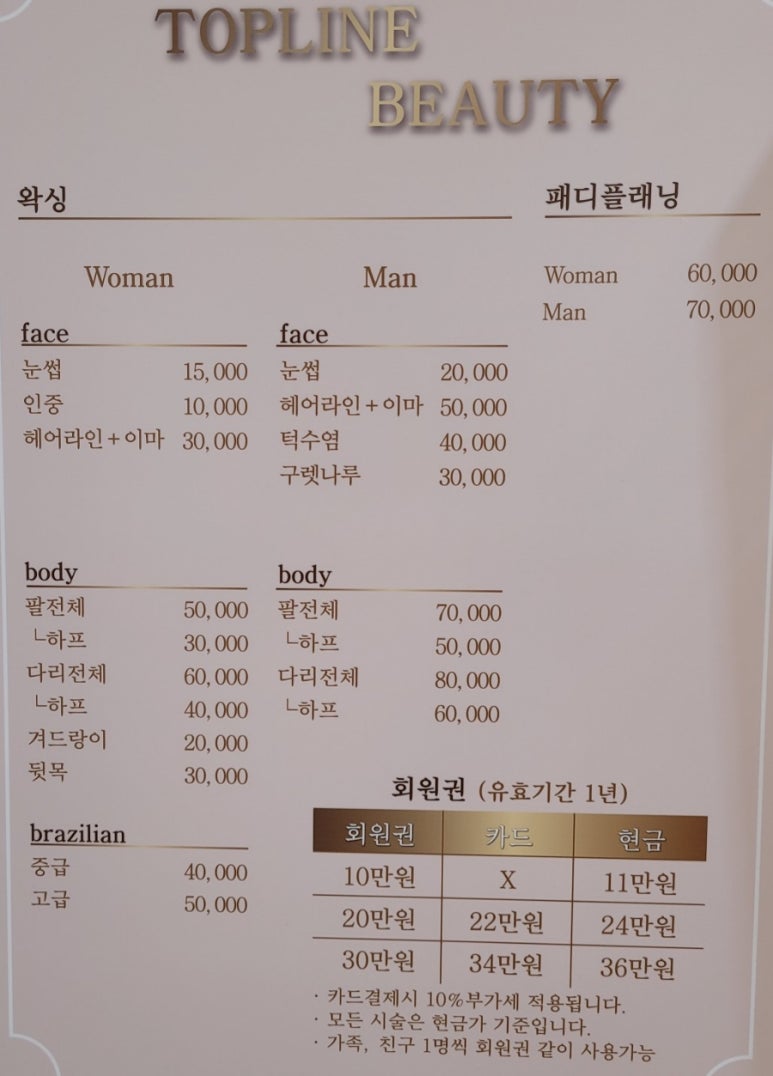 TOPLINE
BEAUTY
왁싱
Woman
face
눈썹 15,000
인중 10,000
헤어라인+이마 30,000
body
팔전체 50,000
└하프 30,000
다리전체 60,000
└하프 40,000
겨드랑이 20,000
뒷목 30,000
brazilian
중급 40,000
고급 50,000
Man
face
눈썹 20,000
헤어라인+이마 50,000
턱수염 40,000
구렛나루 30,000
body
팔전체 70,000
└하프 50,000
다리전체 80,000
└하프 60,000
패디플래닝
Woman 60,000
Man 70,000
회원권 (유효기간 1년)
회원권 카드 현금
10만원 X 11만원
20만원 22만원 24만원
30만원 34만원 36만원
· 카드결제시 10%부가세 적용됩니다.
· 모든 시술은 현금가 기준입니다.
· 가족, 친구 1명씩 회원권 같이 사용가능